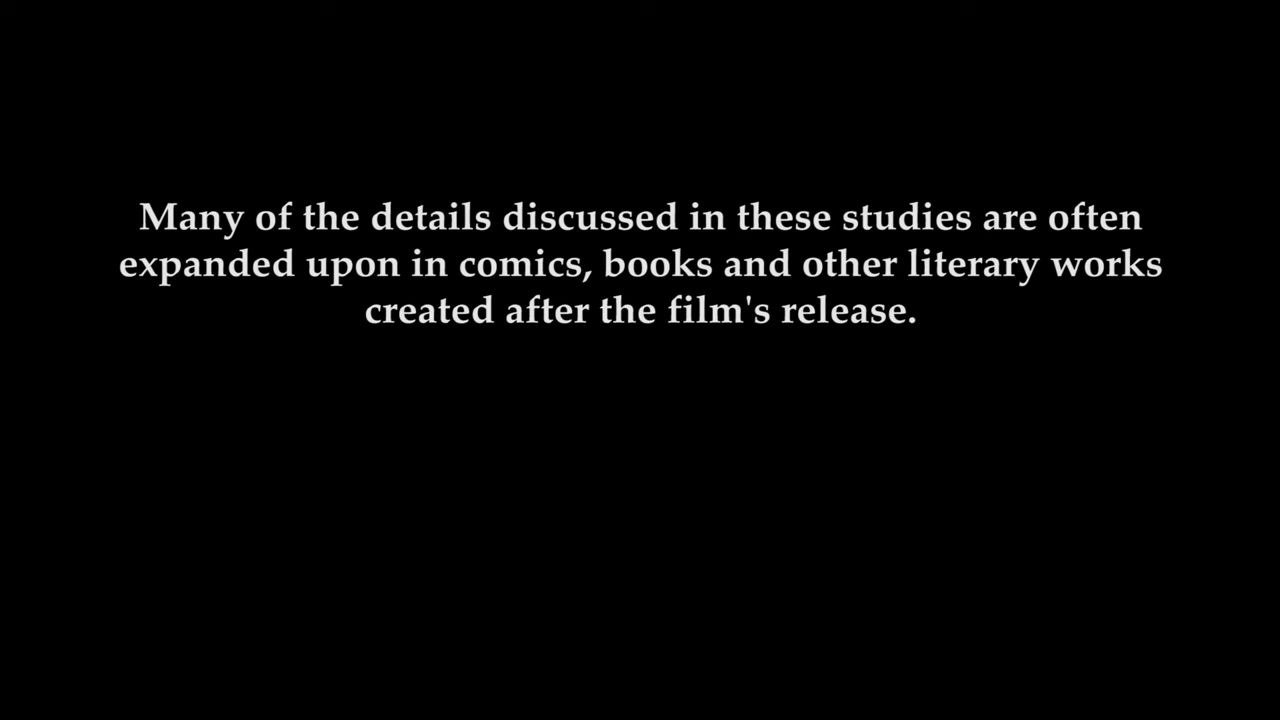 Many of the details discussed in these studies are often
expanded upon in comics, books and other literary works
created after the film's release.